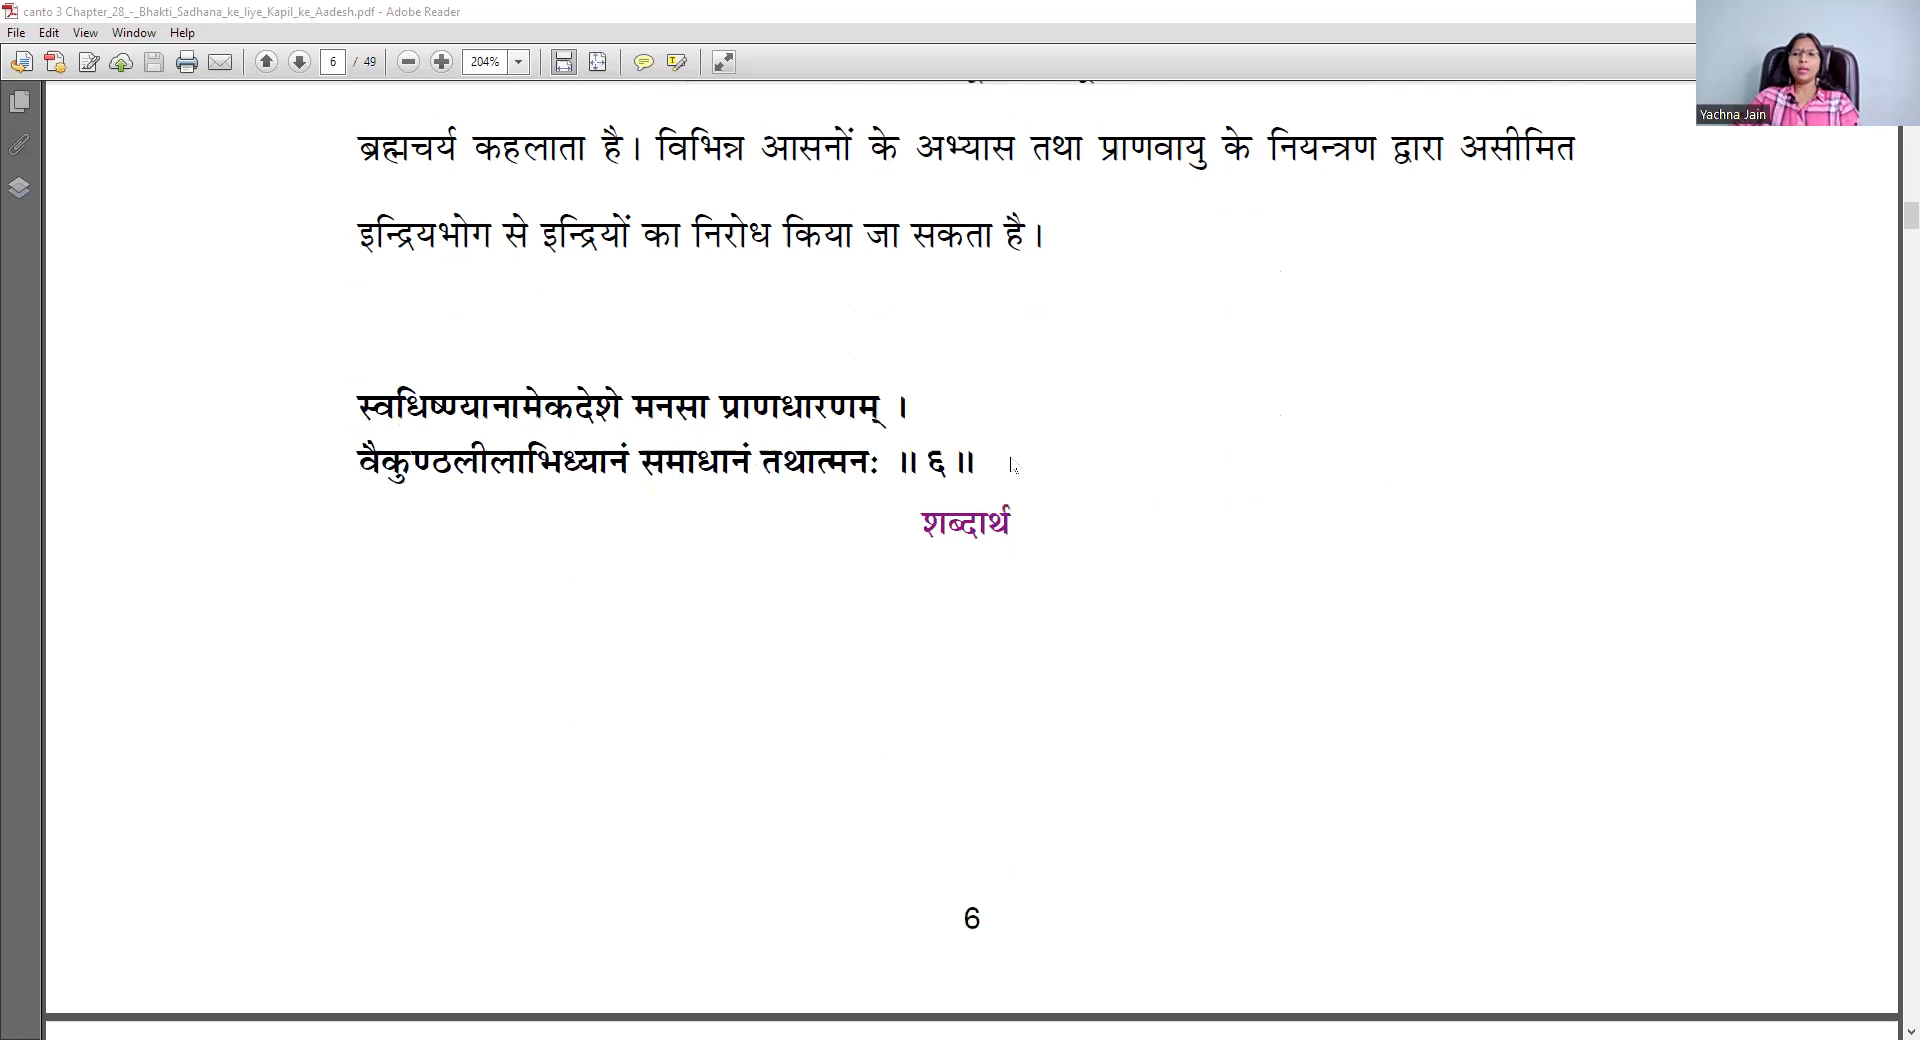 canto 3 Chapter_28_-_Bhakti_Sadhana_ke_liye_Kapil_ke_Aadesh.pdf - Adobe Reader
File Edit View Window Help
6 / 49 204%
Yachna Jain
ब्रह्मचर्य कहलाता है। विभिन्न आसनों के अभ्यास तथा प्राणवायु के नियन्त्रण द्वारा असीमित
इन्द्रियभोग से इन्द्रियों का निरोध किया जा सकता है।
स्वधिष्ण्यानामेकदेशे मनसा प्राणधारणम् ।
वैकुण्ठलीलाभिध्यानं समाधानं तथात्मनः ॥ ६॥
शब्दार्थ
6